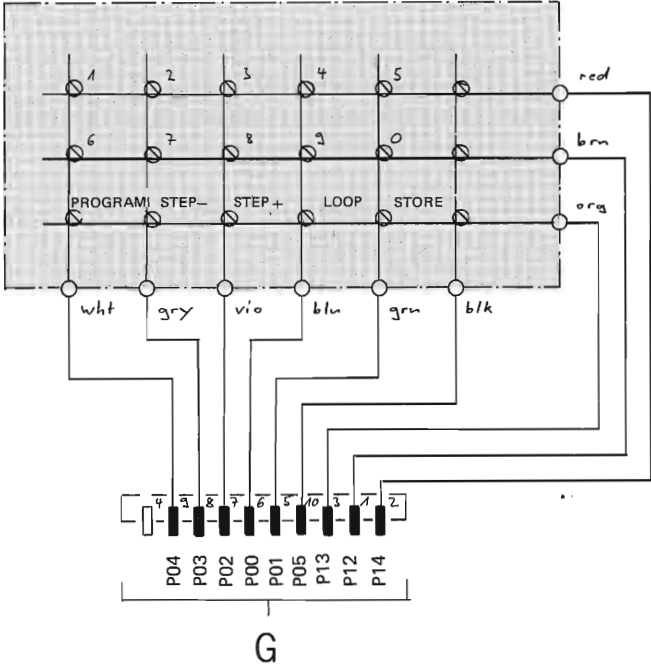 1 2 3 4 5
red
6 7 8 9 0
brn
PROGRAM STEP− STEP+ LOOP STORE
org
wht gry vio blu grn blk
4 9 8 7 6 5 10 3 1 2
P04 P03 P02 P00 P01 P05 P13 P12 P14
G